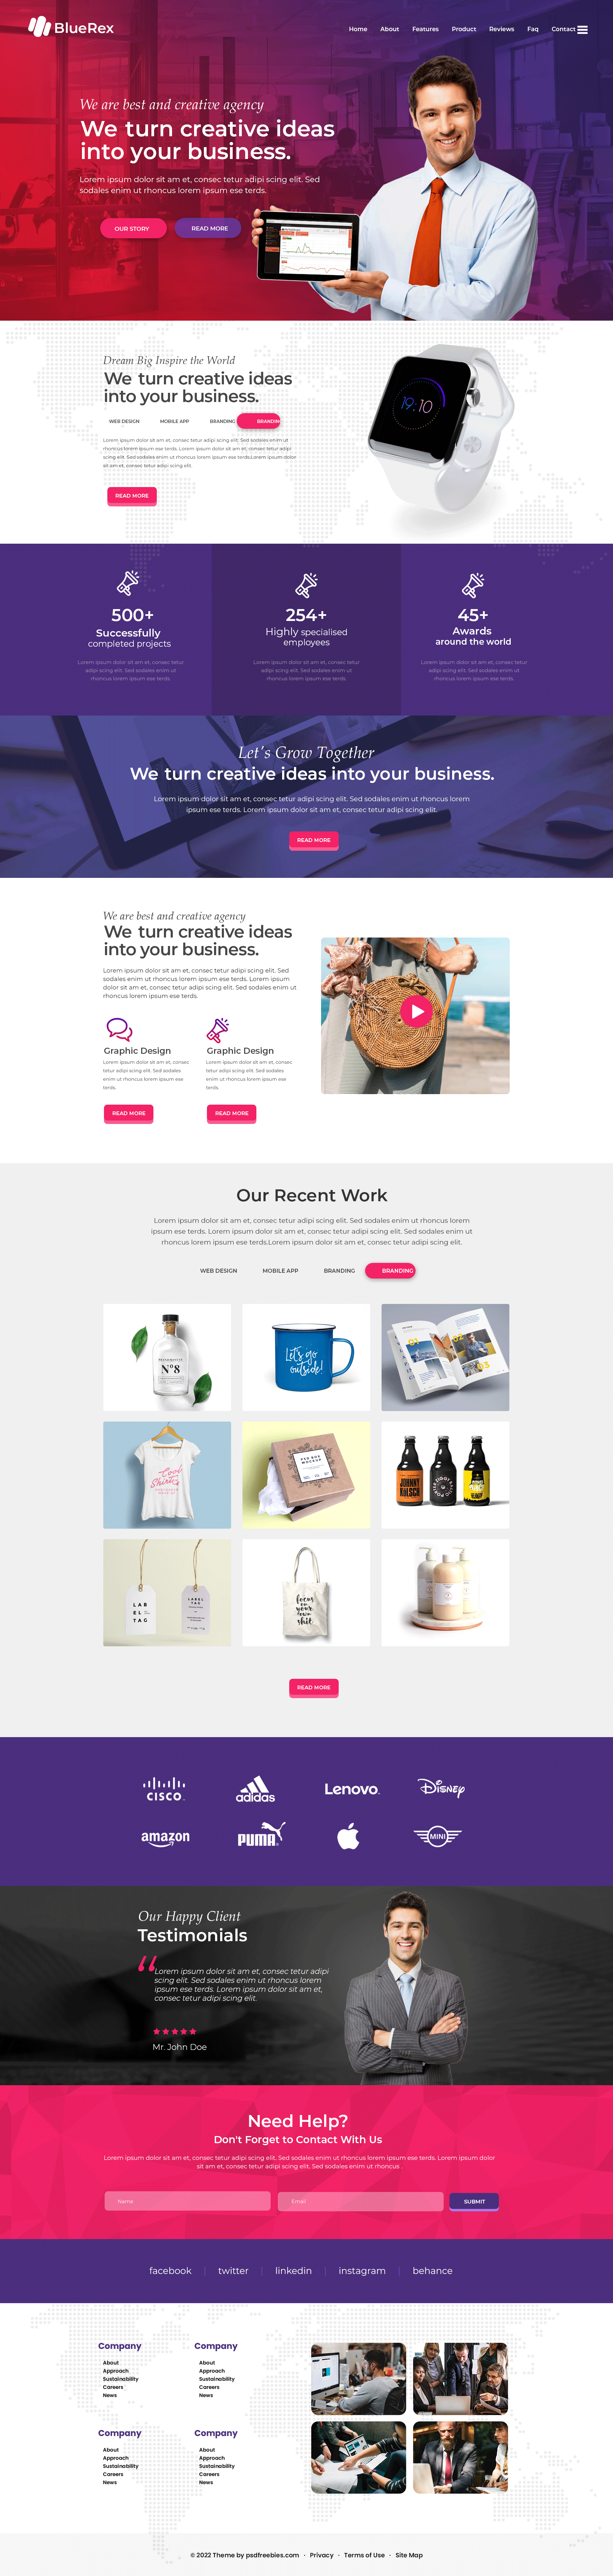 BlueRex
Home About Features Product Reviews Faq Contact
We are best and creative agency
We turn creative ideas
into your business.
Lorem ipsum dolor sit am et, consec tetur adipi scing elit. Sed
sodales enim ut rhoncus lorem ipsum ese terds.
OUR STORY READ MORE
Dream Big Inspire the World
We turn creative ideas
into your business.
WEB DESIGN MOBILE APP BRANDING BRANDING
Lorem ipsum dolor sit am et, consec tetur adipi scing elit. Sed sodales enim ut
rhoncus lorem ipsum ese terds. Lorem ipsum dolor sit am et, consec tetur adipi
scing elit. Sed sodales enim ut rhoncus lorem ipsum ese terds.Lorem ipsum dolor
sit am et, consec tetur adipi scing elit.
READ MORE
19:10
500+
Successfully
completed projects
Lorem ipsum dolor sit am et, consec tetur
adipi scing elit. Sed sodales enim ut
rhoncus lorem ipsum ese terds.
254+
Highly specialised
employees
Lorem ipsum dolor sit am et, consec tetur
adipi scing elit. Sed sodales enim ut
rhoncus lorem ipsum ese terds.
45+
Awards
around the world
Lorem ipsum dolor sit am et, consec tetur
adipi scing elit. Sed sodales enim ut
rhoncus lorem ipsum ese terds.
Let's Grow Together
We turn creative ideas into your business.
Lorem ipsum dolor sit am et, consec tetur adipi scing elit. Sed sodales enim ut rhoncus lorem
ipsum ese terds. Lorem ipsum dolor sit am et, consec tetur adipi scing elit.
READ MORE
We are best and creative agency
We turn creative ideas
into your business.
Lorem ipsum dolor sit am et, consec tetur adipi scing elit. Sed
sodales enim ut rhoncus lorem ipsum ese terds. Lorem ipsum
dolor sit am et, consec tetur adipi scing elit. Sed sodales enim ut
rhoncus lorem ipsum ese terds.
Graphic Design
Lorem ipsum dolor sit am et, consec
tetur adipi scing elit. Sed sodales
enim ut rhoncus lorem ipsum ese
terds.
READ MORE
Graphic Design
Lorem ipsum dolor sit am et, consec
tetur adipi scing elit. Sed sodales
enim ut rhoncus lorem ipsum ese
terds.
READ MORE
Our Recent Work
Lorem ipsum dolor sit am et, consec tetur adipi scing elit. Sed sodales enim ut rhoncus lorem
ipsum ese terds. Lorem ipsum dolor sit am et, consec tetur adipi scing elit. Sed sodales enim ut
rhoncus lorem ipsum ese terds.Lorem ipsum dolor sit am et, consec tetur adipi scing elit.
WEB DESIGN MOBILE APP BRANDING BRANDING
Nº8
Let's go
outside!
01
02
03
Cool
Shirt
BOX
MOCKUP
JOHNNY
KÖLSCH
LAB
EL
TAG
LABEL
TAG
focus
on
your
own
shit
READ MORE
CISCO adidas Lenovo Disney
amazon PUMA MINI
Our Happy Client
Testimonials
“
Lorem ipsum dolor sit am et, consec tetur adipi
scing elit. Sed sodales enim ut rhoncus lorem
ipsum ese terds. Lorem ipsum dolor sit am et,
consec tetur adipi scing elit.
Mr. John Doe
Need Help?
Don't Forget to Contact With Us
Lorem ipsum dolor sit am et, consec tetur adipi scing elit. Sed sodales enim ut rhoncus lorem ipsum ese terds. Lorem ipsum dolor
sit am et, consec tetur adipi scing elit. Sed sodales enim ut rhoncus .
Name Email SUBMIT
facebook | twitter | linkedin | instagram | behance
Company
About
Approach
Sustainability
Careers
News
Company
About
Approach
Sustainability
Careers
News
Company
About
Approach
Sustainability
Careers
News
Company
About
Approach
Sustainability
Careers
News
© 2022 Theme by psdfreebies.com · Privacy · Terms of Use · Site Map